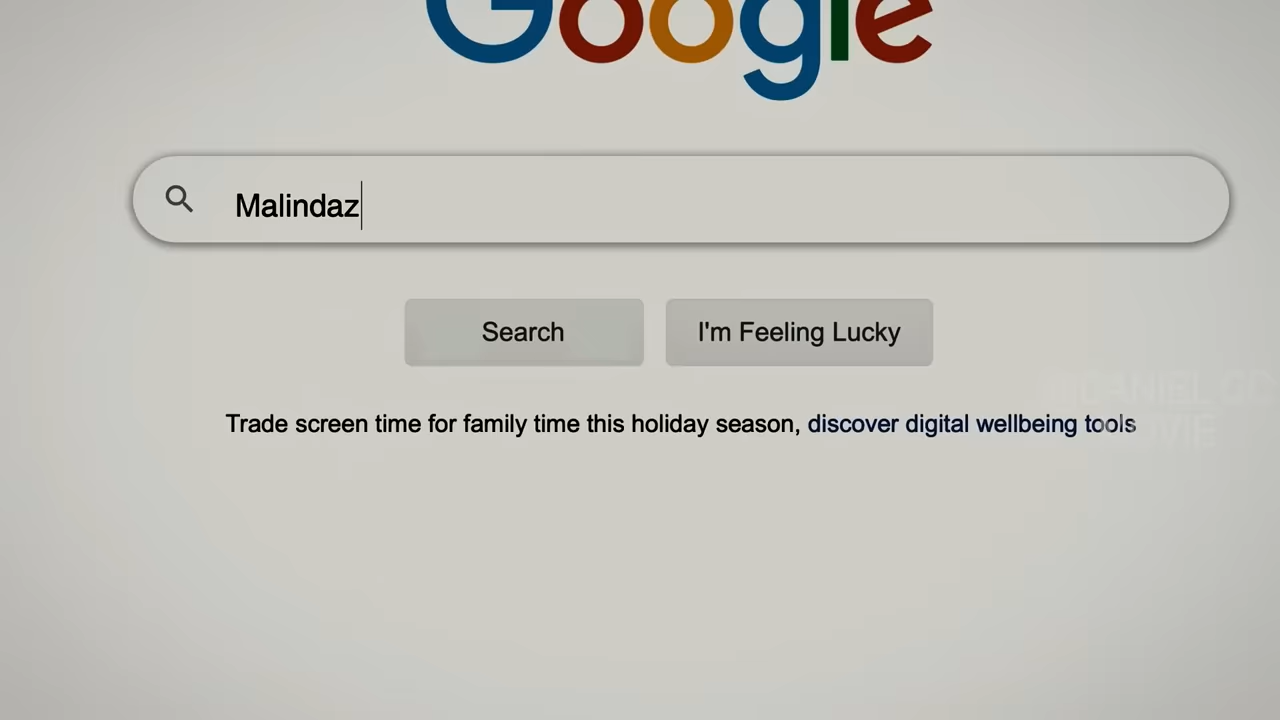 Google
Malindaz
Search
I'm Feeling Lucky
Trade screen time for family time this holiday season, discover digital wellbeing tools